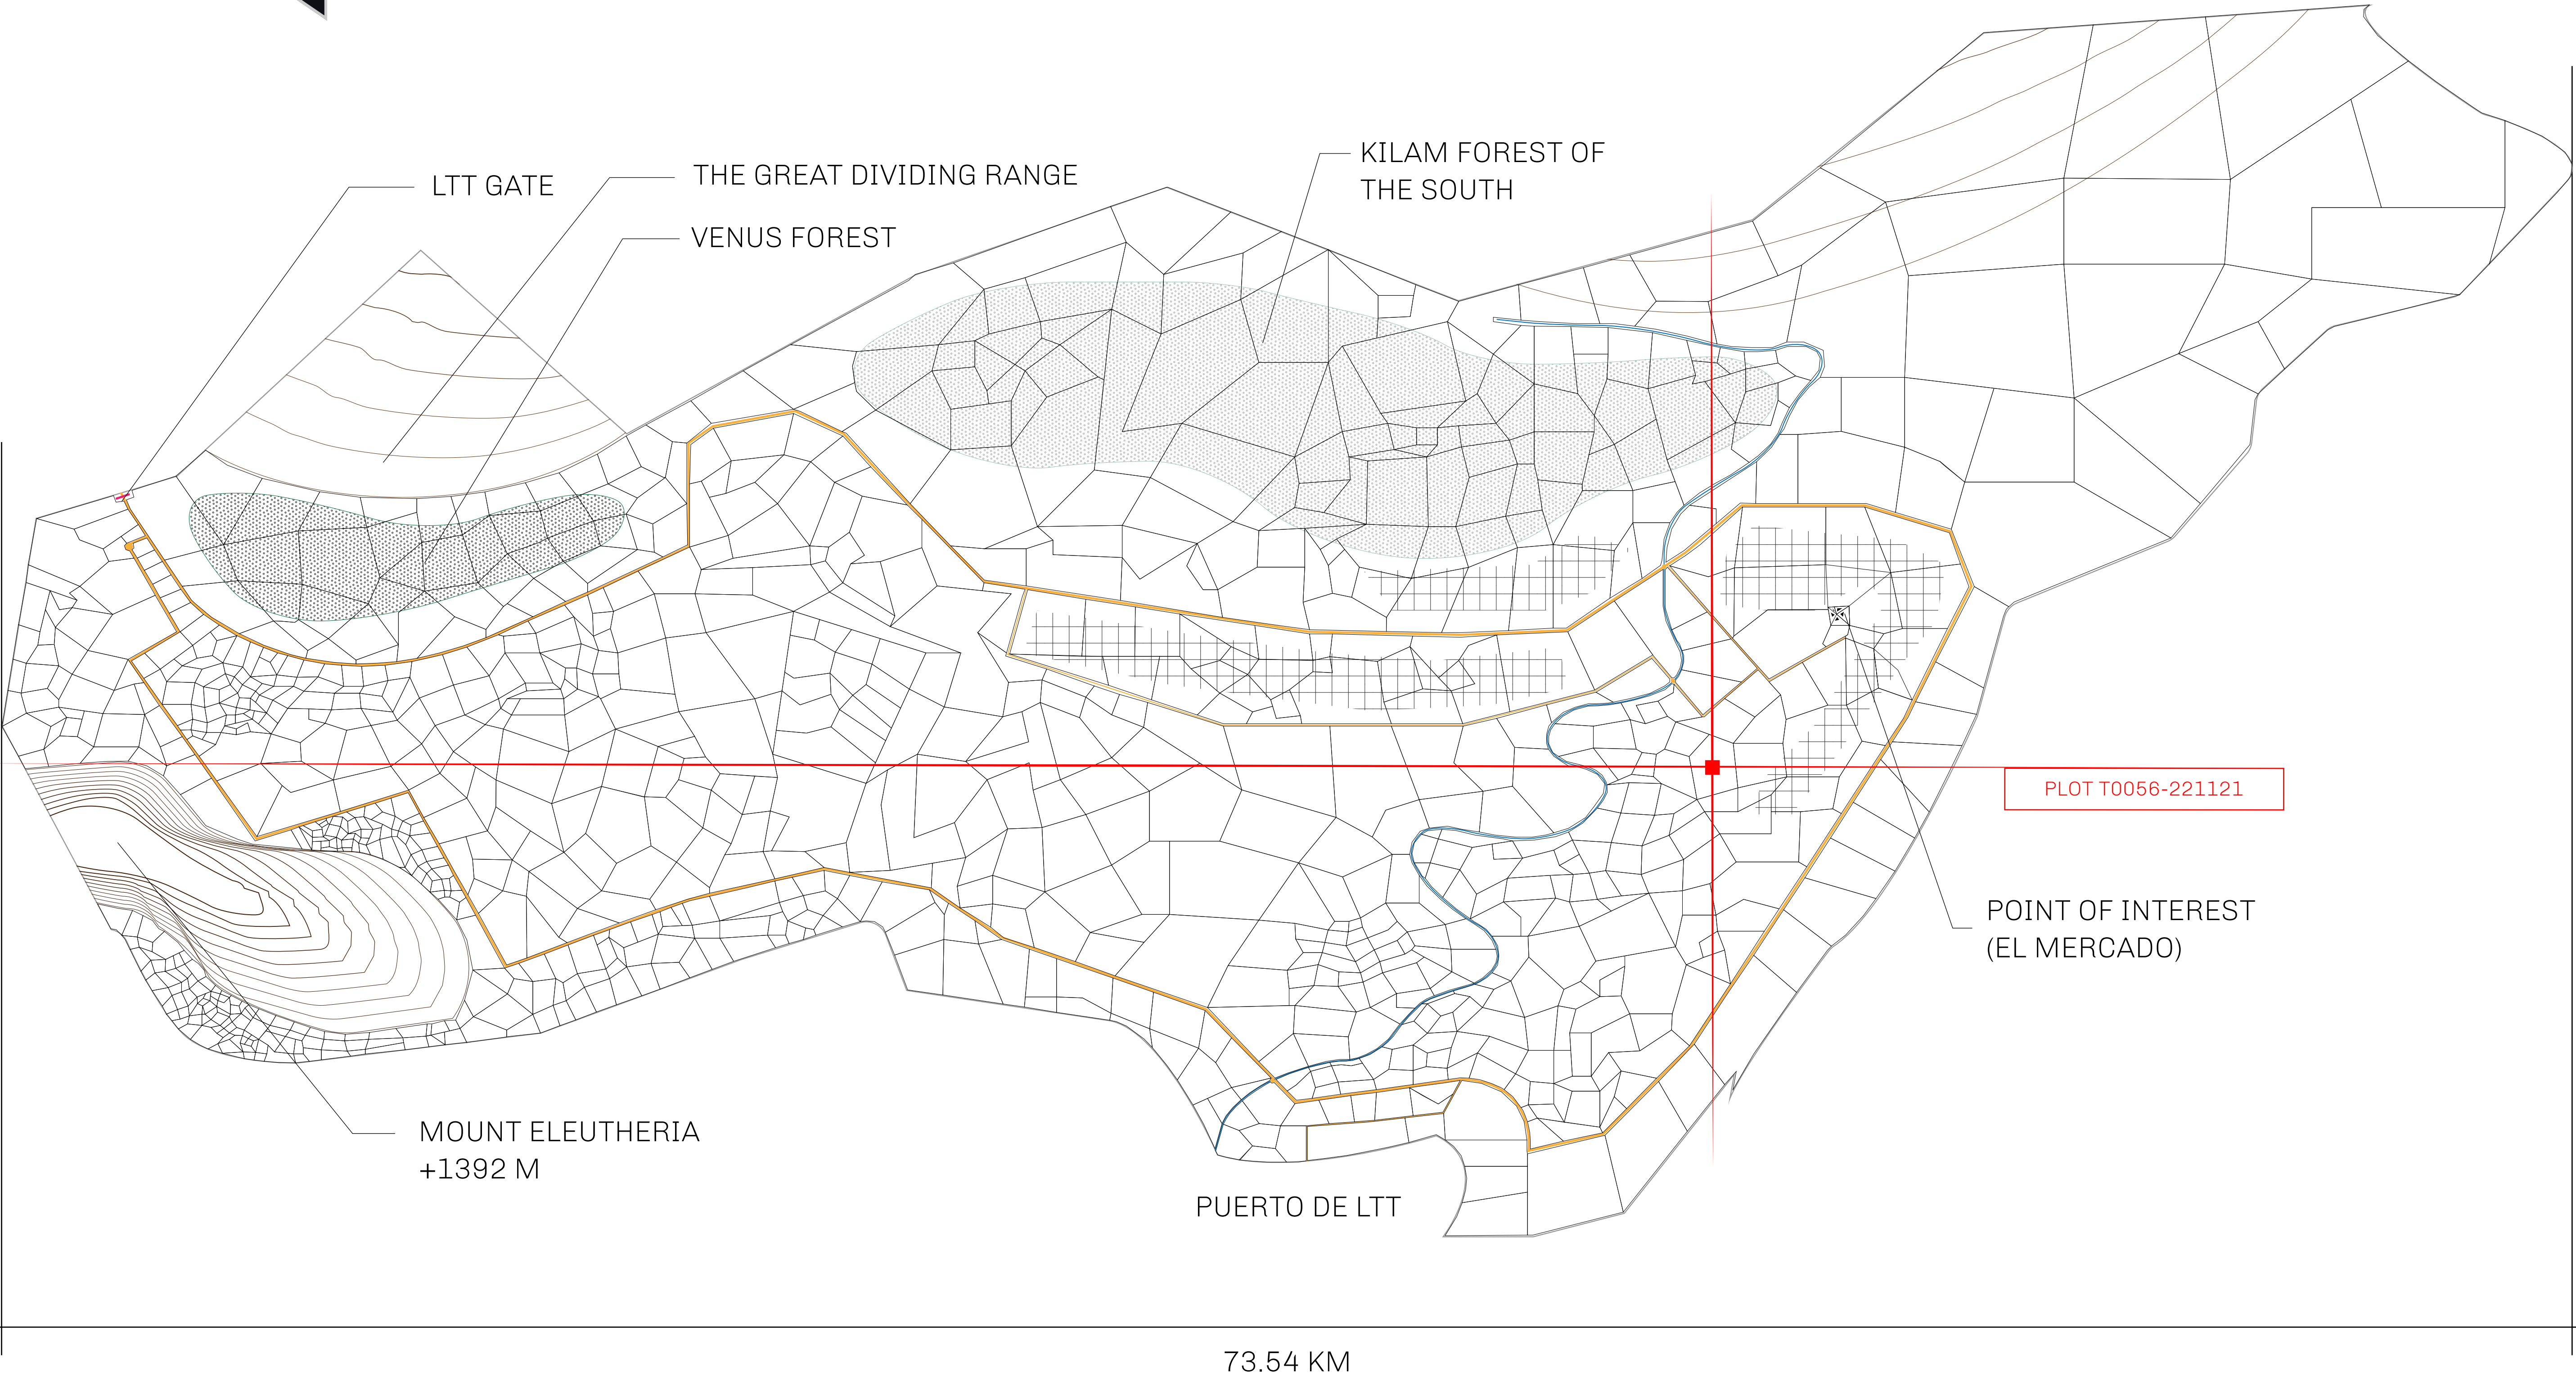 KILAM FOREST OF
THE SOUTH
THE GREAT DIVIDING RANGE
LTT GATE
VENUS FOREST
PLOT T0056-221121
POINT OF INTEREST
(EL MERCADO)
MOUNT ELEUTHERIA
+1392 M
PUERTO DE LTT
73.54 KM